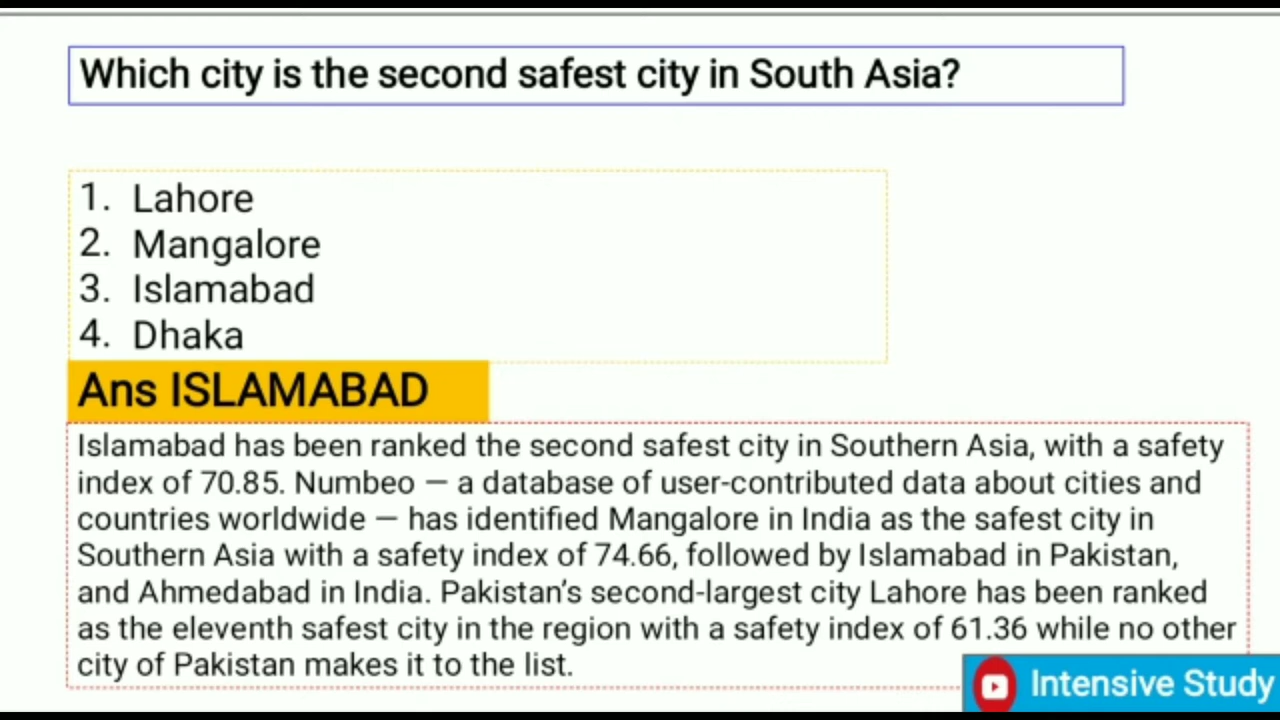 Which city is the second safest city in South Asia?
1. Lahore
2. Mangalore
3. Islamabad
4. Dhaka
Ans ISLAMABAD
Islamabad has been ranked the second safest city in Southern Asia, with a safety
index of 70.85. Numbeo — a database of user-contributed data about cities and
countries worldwide — has identified Mangalore in India as the safest city in
Southern Asia with a safety index of 74.66, followed by Islamabad in Pakistan,
and Ahmedabad in India. Pakistan’s second-largest city Lahore has been ranked
as the eleventh safest city in the region with a safety index of 61.36 while no other
city of Pakistan makes it to the list.
Intensive Study